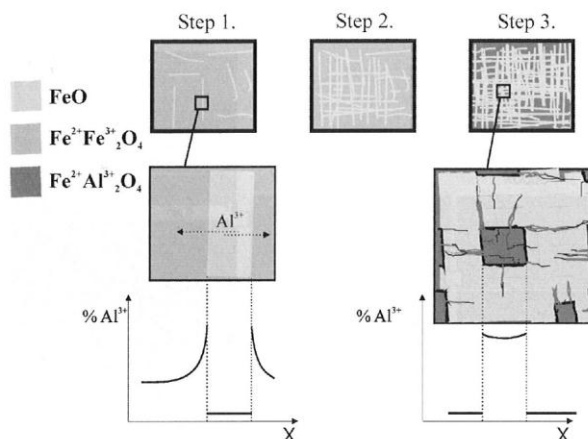 Step 1. Step 2. Step 3.
FeO
Fe²⁺Fe³⁺₂O₄
Fe²⁺Al³⁺₂O₄
Al³⁺
%Al³⁺
X
%Al³⁺
X